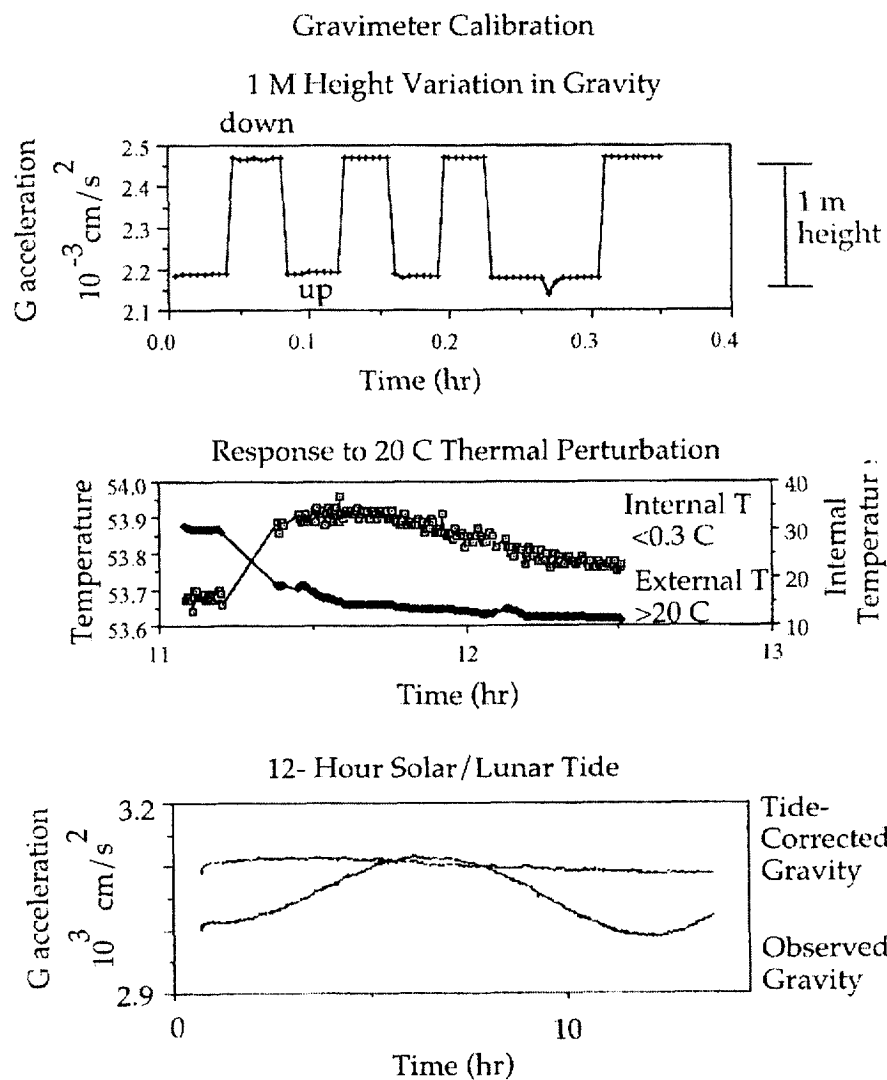 Gravimeter Calibration
1 M Height Variation in Gravity
down
G acceleration
10⁻³ cm/s²
2.5
2.4
2.3
2.2
2.1
up
0.0 0.1 0.2 0.3 0.4
Time (hr)
1 m
height
Response to 20 C Thermal Perturbation
Temperature
54.0
53.9
53.8
53.7
53.6
Internal T
<0.3 C
External T
>20 C
40
30
20
10
Internal
11 12 13
Time (hr)
12- Hour Solar/Lunar Tide
G acceleration
10³ cm/s²
3.2
2.9
0 10
Time (hr)
Tide-
Corrected
Gravity
Observed
Gravity